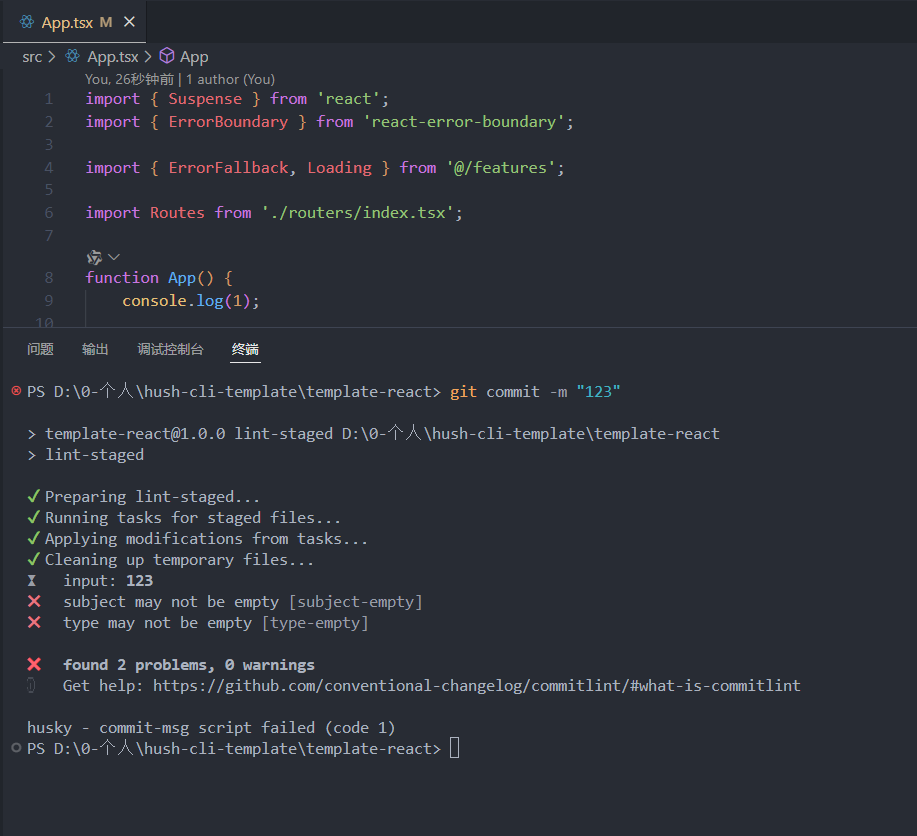 App.tsx M
src > App.tsx > App
You, 26秒钟前 | 1 author (You)
1 import { Suspense } from 'react';
2 import { ErrorBoundary } from 'react-error-boundary';
3
4 import { ErrorFallback, Loading } from '@/features';
5
6 import Routes from './routers/index.tsx';
7
8 function App() {
9 console.log(1);
10
问题 输出 调试控制台 终端
PS D:\0-个人\hush-cli-template\template-react> git commit -m "123"
> template-react@1.0.0 lint-staged D:\0-个人\hush-cli-template\template-react
> lint-staged
✓ Preparing lint-staged...
✓ Running tasks for staged files...
✓ Applying modifications from tasks...
✓ Cleaning up temporary files...
⧗ input: 123
✖ subject may not be empty [subject-empty]
✖ type may not be empty [type-empty]
✖ found 2 problems, 0 warnings
ⓘ Get help: https://github.com/conventional-changelog/commitlint/#what-is-commitlint
husky - commit-msg script failed (code 1)
PS D:\0-个人\hush-cli-template\template-react>